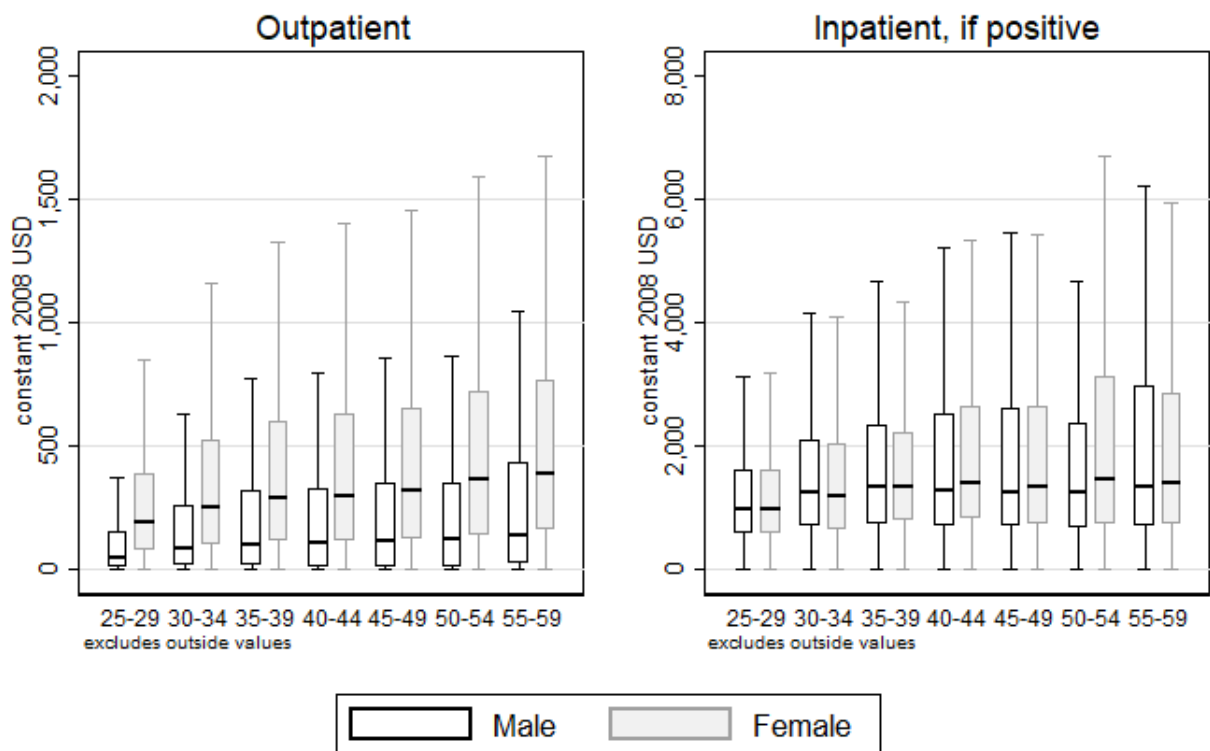 Outpatient
constant 2008 USD
2,000
1,500
1,000
500
0
25-29 30-34 35-39 40-44 45-49 50-54 55-59
excludes outside values
Inpatient, if positive
constant 2008 USD
8,000
6,000
4,000
2,000
0
25-29 30-34 35-39 40-44 45-49 50-54 55-59
excludes outside values
Male Female